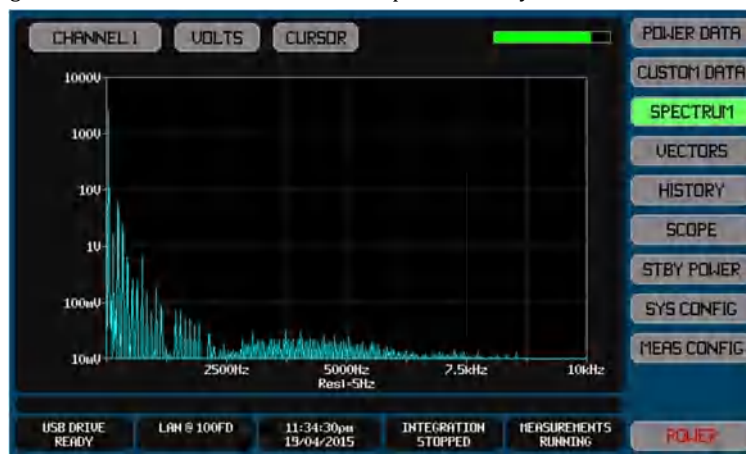 CHANNEL 1
VOLTS
CURSOR
POWER DATA
CUSTOM DATA
SPECTRUM
VECTORS
HISTORY
SCOPE
STBY POWER
SYS CONFIG
MEAS CONFIG
POWER
1000V
100V
10V
1V
100mV
10mV
2500Hz
5000Hz
7.5kHz
10kHz
Res1=5Hz
USB DRIVE
READY
LAN @ 100FD
11:34:30pm
19/04/2015
INTEGRATION
STOPPED
MEASUREMENTS
RUNNING